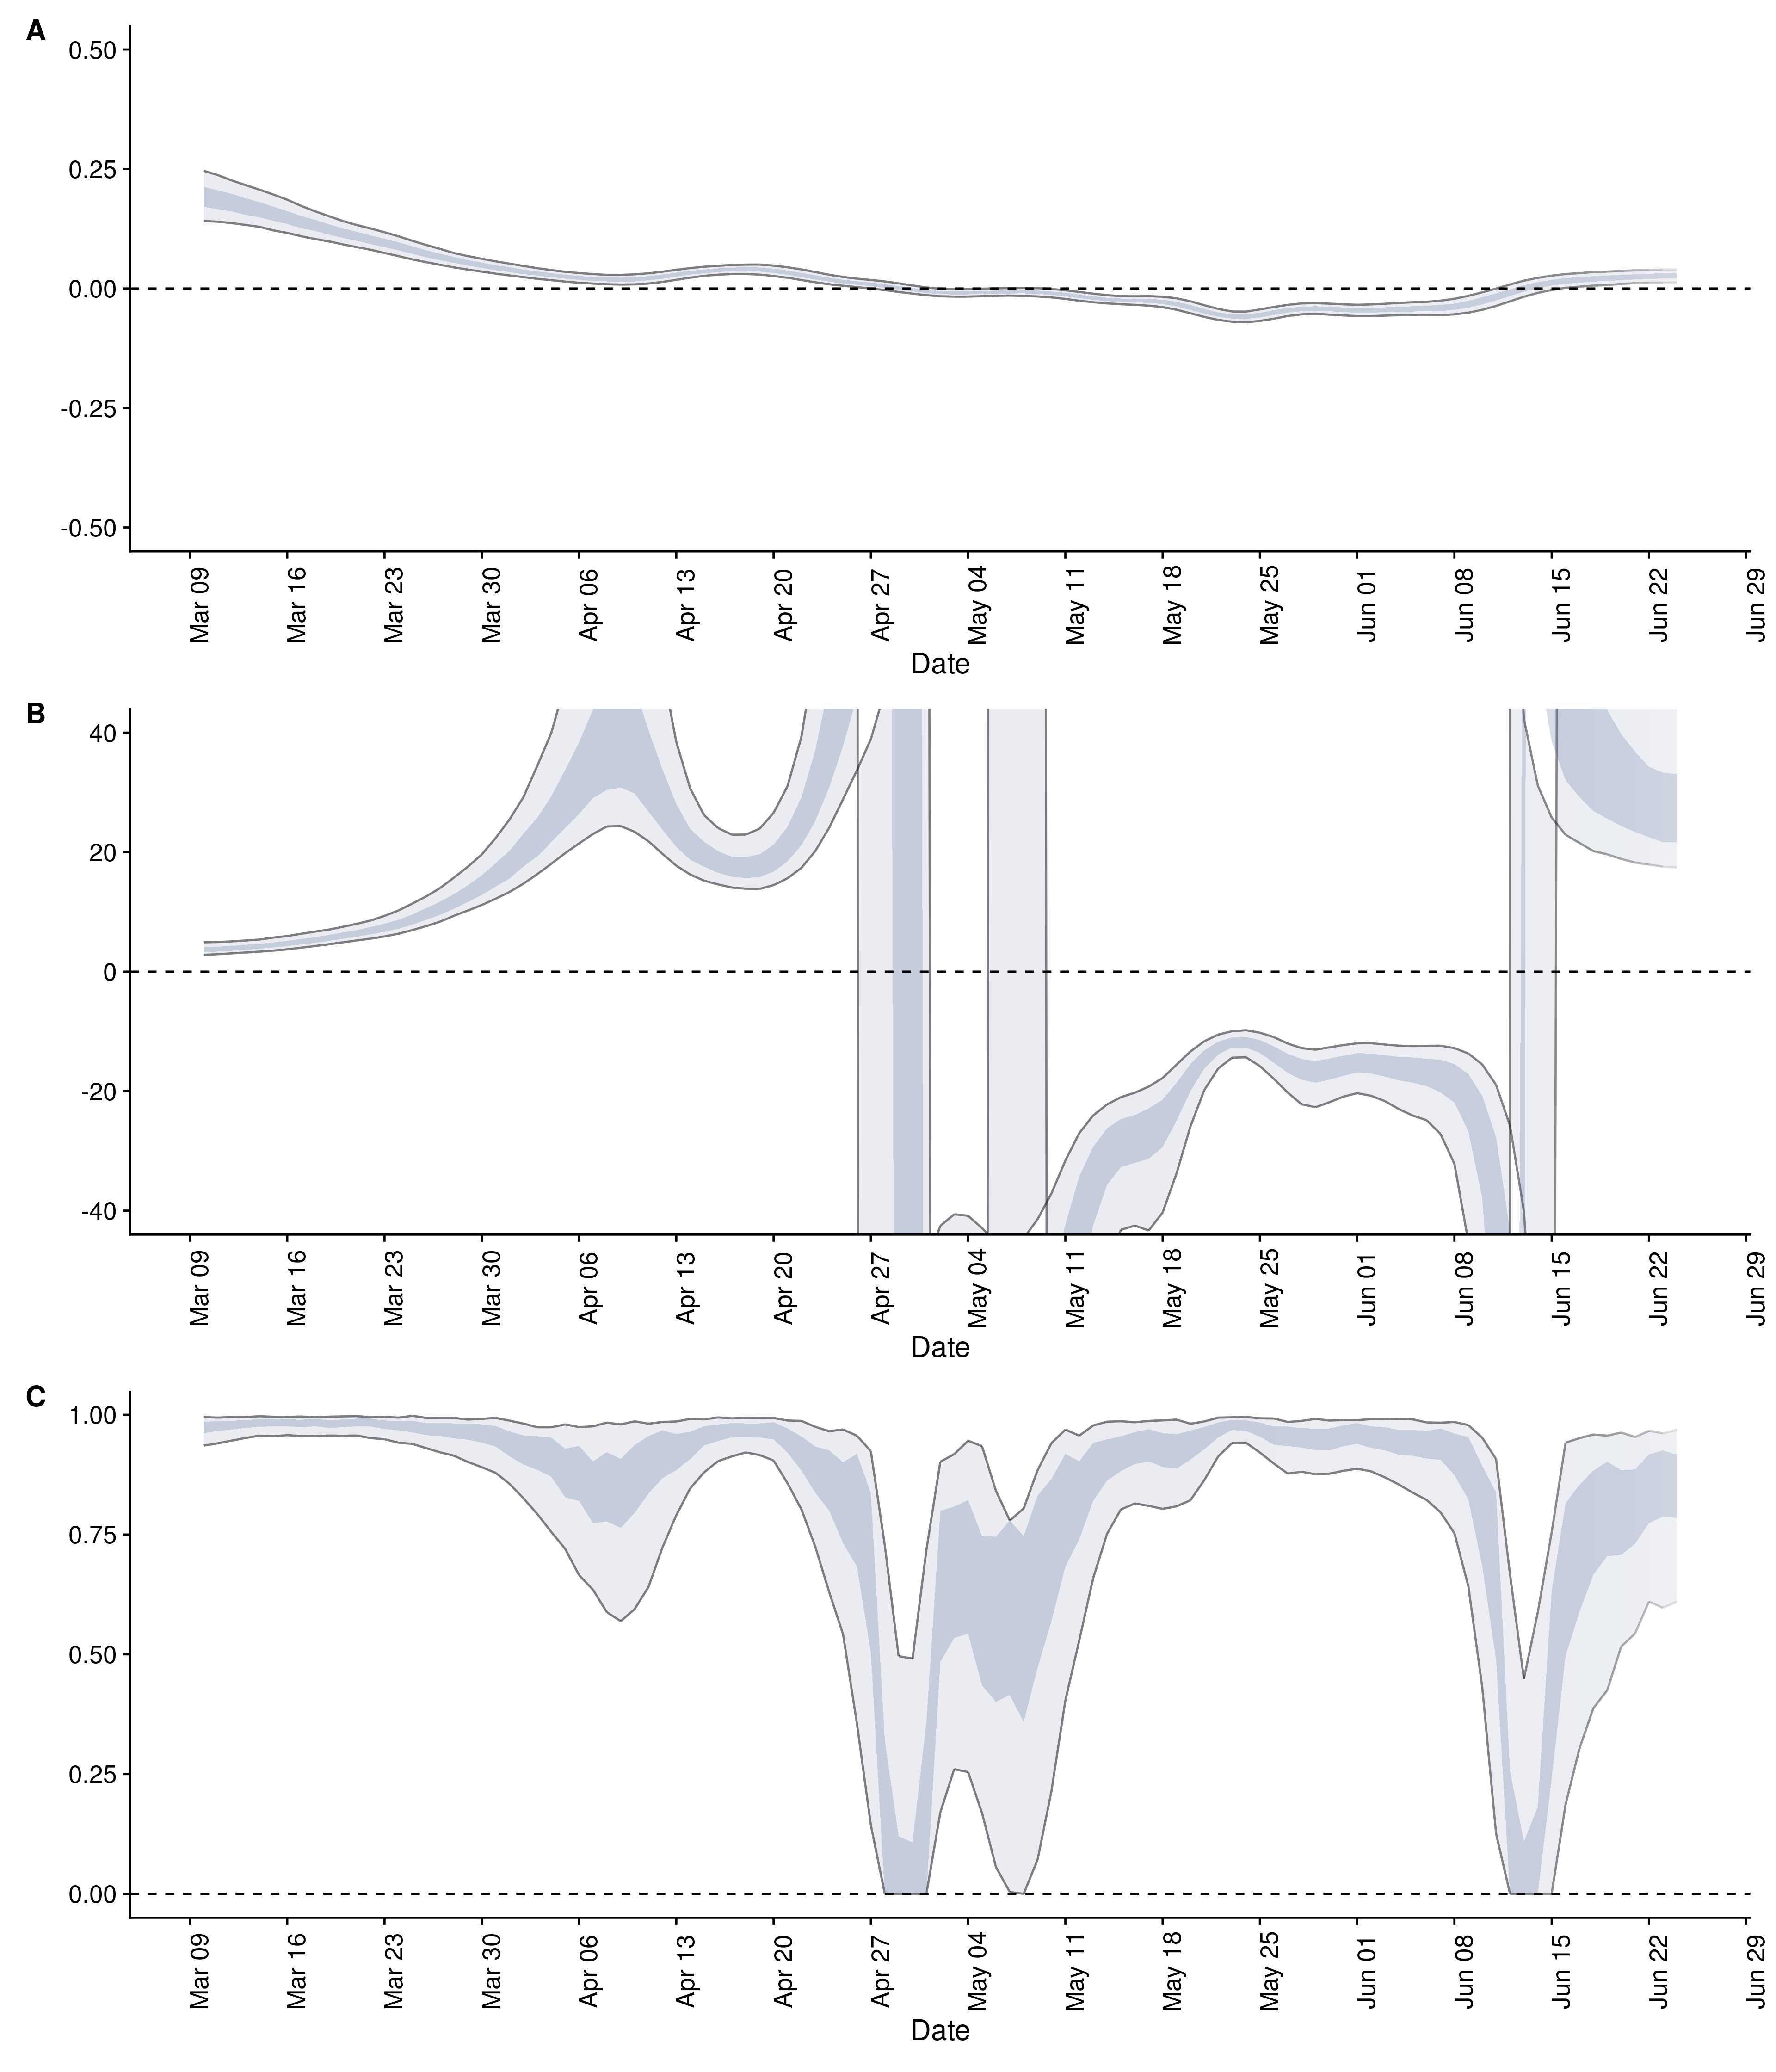 A
0.50
0.25
0.00
-0.25
-0.50
Mar 09
Mar 16
Mar 23
Mar 30
Apr 06
Apr 13
Apr 20
Apr 27
May 04
May 11
May 18
May 25
Jun 01
Jun 08
Jun 15
Jun 22
Jun 29
Date
B
40
20
0
-20
-40
Mar 09
Mar 16
Mar 23
Mar 30
Apr 06
Apr 13
Apr 20
Apr 27
May 04
May 11
May 18
May 25
Jun 01
Jun 08
Jun 15
Jun 22
Jun 29
Date
C
1.00
0.75
0.50
0.25
0.00
Mar 09
Mar 16
Mar 23
Mar 30
Apr 06
Apr 13
Apr 20
Apr 27
May 04
May 11
May 18
May 25
Jun 01
Jun 08
Jun 15
Jun 22
Jun 29
Date